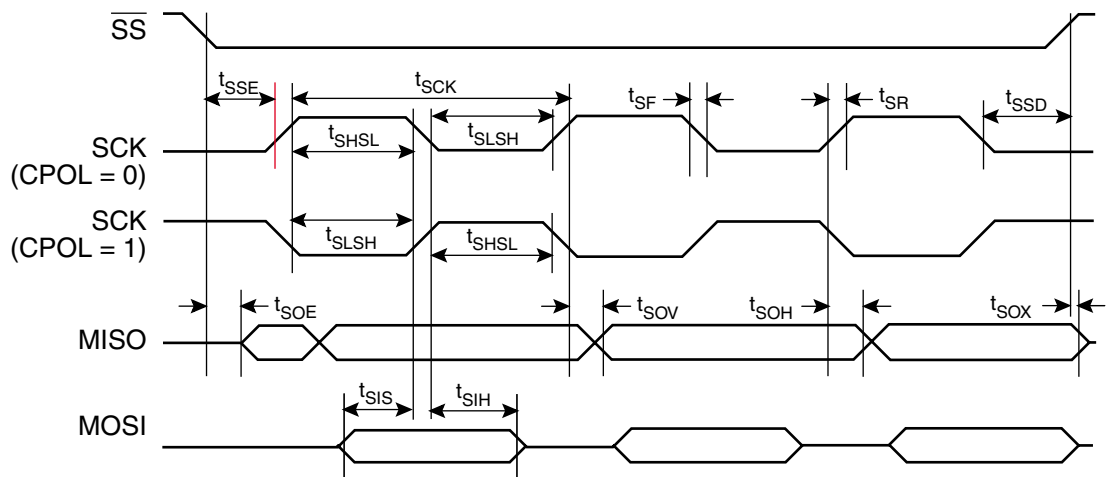 SS
tSSE
tSCK
tSF
tSR
tSSD
SCK
(CPOL = 0)
tSHSL
tSLSH
SCK
(CPOL = 1)
tSLSH
tSHSL
tSOE
tSOV
tSOH
tSOX
MISO
tSIS
tSIH
MOSI